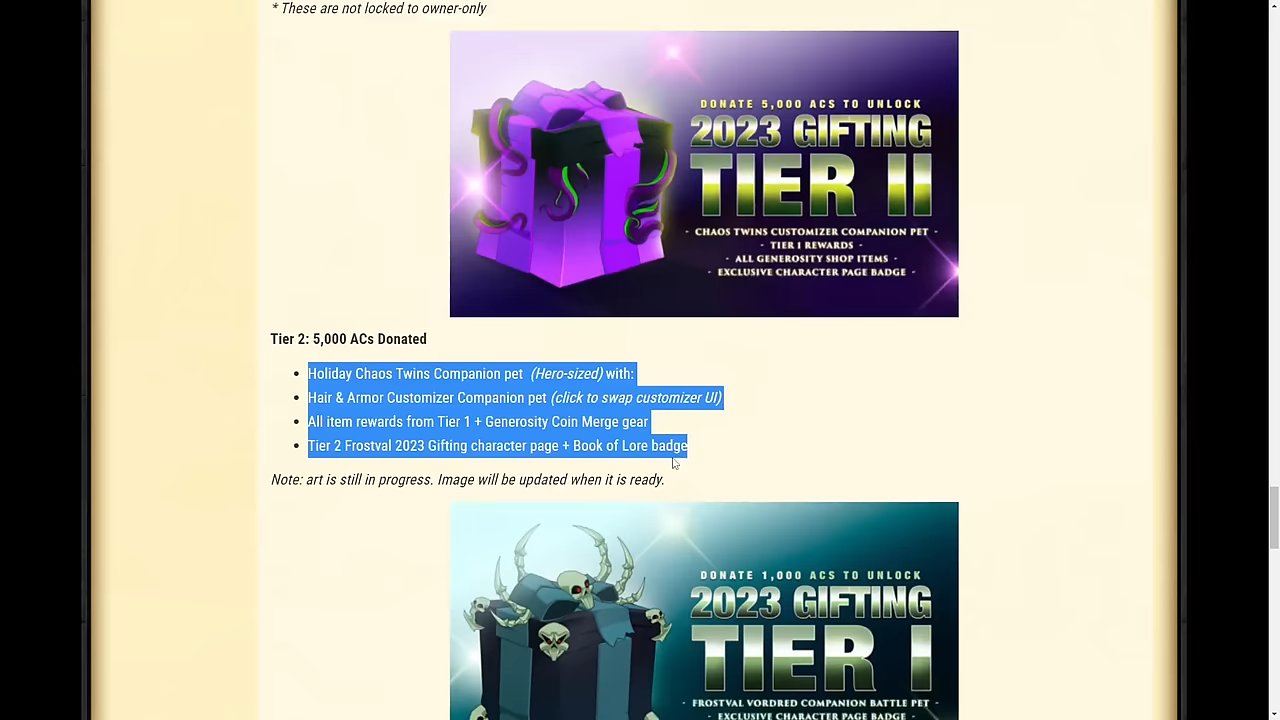 * These are not locked to owner-only
DONATE 5,000 ACS TO UNLOCK
2023 GIFTING
TIER II
- CHAOS TWINS CUSTOMIZER COMPANION PET -
- TIER 1 REWARDS -
- ALL GENEROSITY SHOP ITEMS -
- EXCLUSIVE CHARACTER PAGE BADGE -
Tier 2: 5,000 ACs Donated
• Holiday Chaos Twins Companion pet (Hero-sized) with:
• Hair & Armor Customizer Companion pet (click to swap customizer UI)
• All item rewards from Tier 1 + Generosity Coin Merge gear
• Tier 2 Frostval 2023 Gifting character page + Book of Lore badge
Note: art is still in progress. Image will be updated when it is ready.
DONATE 1,000 ACS TO UNLOCK
2023 GIFTING
TIER I
- FROSTVAL VORDRED COMPANION BATTLE PET -
- EXCLUSIVE CHARACTER PAGE BADGE -